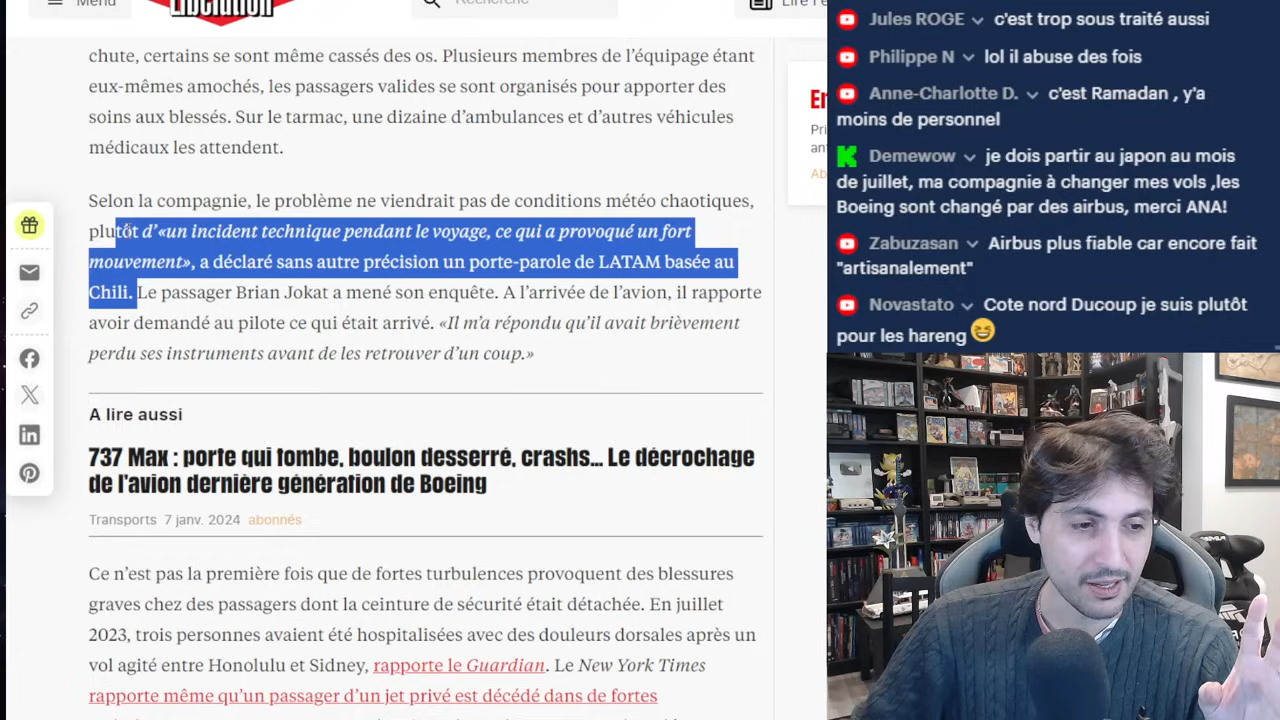 Menu
Libération
Recherche
Lire l'
chute, certains se sont même cassés des os. Plusieurs membres de l'équipage étant
eux-mêmes amochés, les passagers valides se sont organisés pour apporter des
soins aux blessés. Sur le tarmac, une dizaine d'ambulances et d'autres véhicules
médicaux les attendent.
Selon la compagnie, le problème ne viendrait pas de conditions météo chaotiques,
plutôt d'«un incident technique pendant le voyage, ce qui a provoqué un fort
mouvement», a déclaré sans autre précision un porte-parole de LATAM basée au
Chili. Le passager Brian Jokat a mené son enquête. A l'arrivée de l'avion, il rapporte
avoir demandé au pilote ce qui était arrivé. «Il m'a répondu qu'il avait brièvement
perdu ses instruments avant de les retrouver d'un coup.»
A lire aussi
737 Max : porte qui tombe, boulon desserré, crashs... Le décrochage
de l'avion dernière génération de Boeing
Transports 7 janv. 2024 abonnés
Ce n'est pas la première fois que de fortes turbulences provoquent des blessures
graves chez des passagers dont la ceinture de sécurité était détachée. En juillet
2023, trois personnes avaient été hospitalisées avec des douleurs dorsales après un
vol agité entre Honolulu et Sidney, rapporte le Guardian. Le New York Times
rapporte même qu'un passager d'un jet privé est décédé dans de fortes
En
Pri
an
Ab
Jules ROGE c'est trop sous traité aussi
Philippe N lol il abuse des fois
Anne-Charlotte D. c'est Ramadan , y'a
moins de personnel
Demewow je dois partir au japon au mois
de juillet, ma compagnie à changer mes vols ,les
Boeing sont changé par des airbus, merci ANA!
Zabuzasan Airbus plus fiable car encore fait
"artisanalement"
Novastato Cote nord Ducoup je suis plutôt
pour les hareng 😆